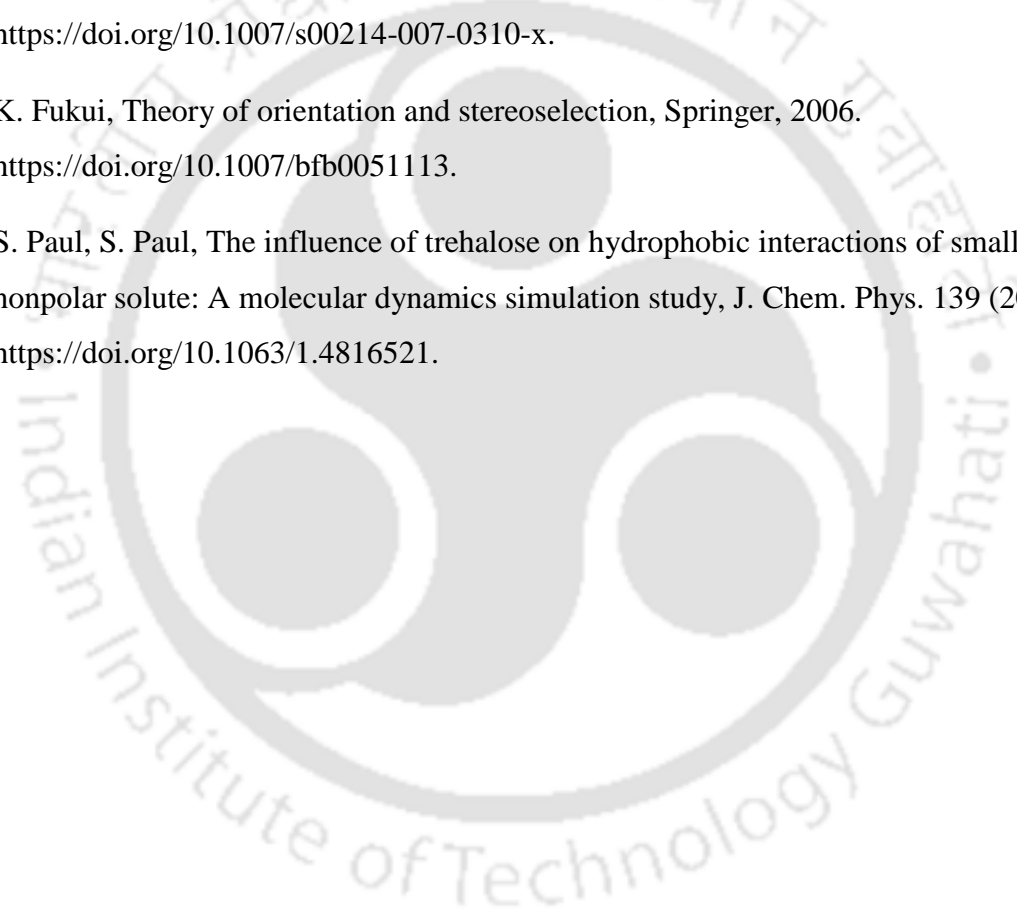 https://doi.org/10.1007/s00214-007-0310-x.
K. Fukui, Theory of orientation and stereoselection, Springer, 2006.
https://doi.org/10.1007/bfb0051113.
S. Paul, S. Paul, The influence of trehalose on hydrophobic interactions of small
nonpolar solute: A molecular dynamics simulation study, J. Chem. Phys. 139 (20
https://doi.org/10.1063/1.4816521.
Indian Institute of Technology Guwahati